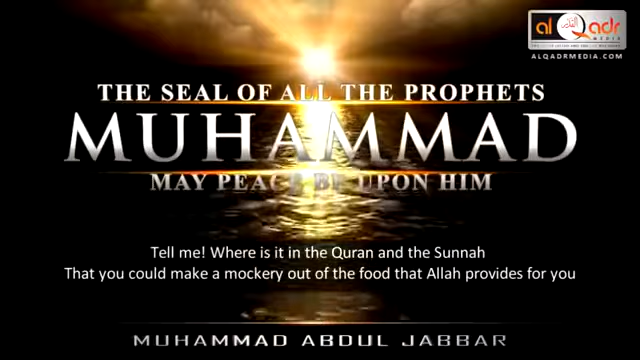 al Qadr
MEDIA
ALQADRMEDIA.COM
THE SEAL OF ALL THE PROPHETS
MUHAMMAD
MAY PEACE BE UPON HIM
Tell me! Where is it in the Quran and the Sunnah
That you could make a mockery out of the food that Allah provides for you
MUHAMMAD ABDUL JABBAR